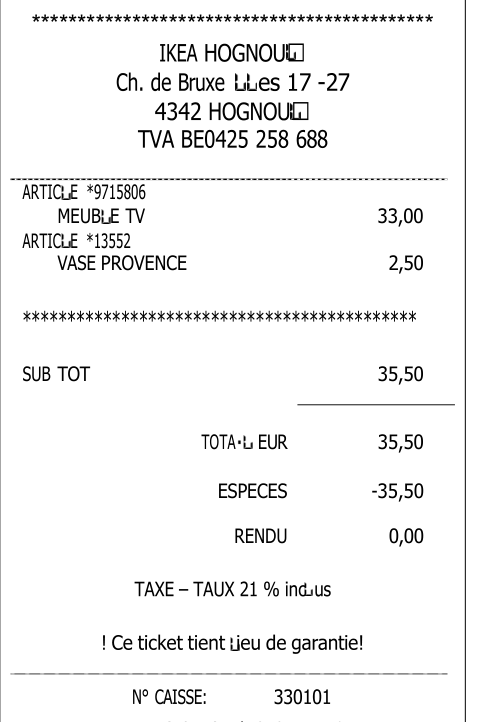 ********************************************
IKEA HOGNOUL
Ch. de Bruxelles 17 -27
4342 HOGNOUL
TVA BE0425 258 688
ARTICLE *9715806
MEUBLE TV 33,00
ARTICLE *13552
VASE PROVENCE 2,50
********************************************
SUB TOT 35,50
TOTAL EUR 35,50
ESPECES -35,50
RENDU 0,00
TAXE – TAUX 21 % inclus
! Ce ticket tient lieu de garantie!
N° CAISSE: 330101